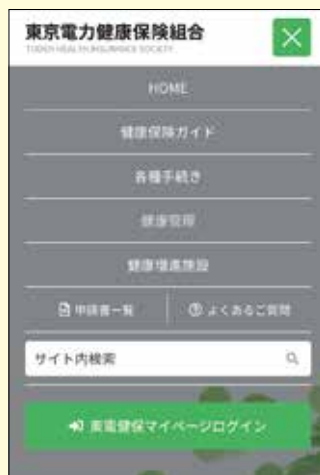 東京電力健康保険組合
TODEN HEALTH INSURANCE SOCIETY
HOME
健康保険ガイド
各種手続き
健康管理
健康増進施設
申請書一覧
よくあるご質問
サイト内検索
東電健保マイページログイン